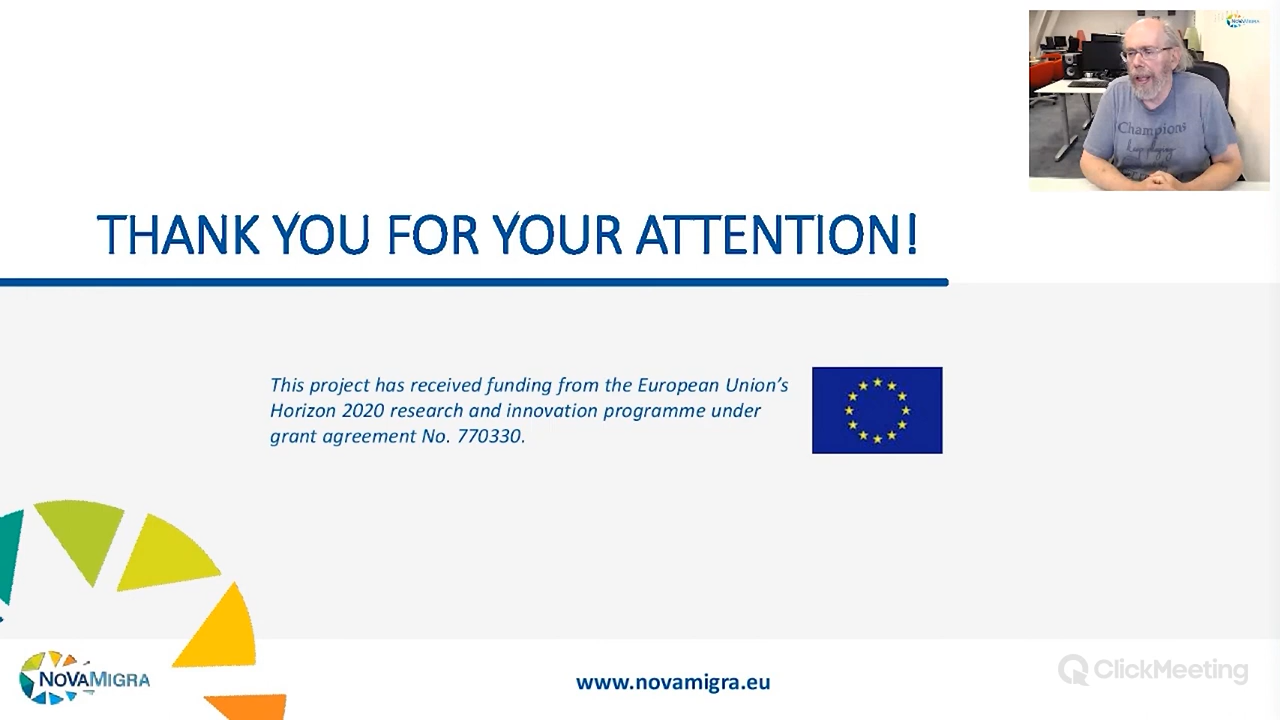 NOVAMIGRA
Champions
THANK YOU FOR YOUR ATTENTION!
This project has received funding from the European Union’s
Horizon 2020 research and innovation programme under
grant agreement No. 770330.
NOVAMIGRA
www.novamigra.eu
ClickMeeting